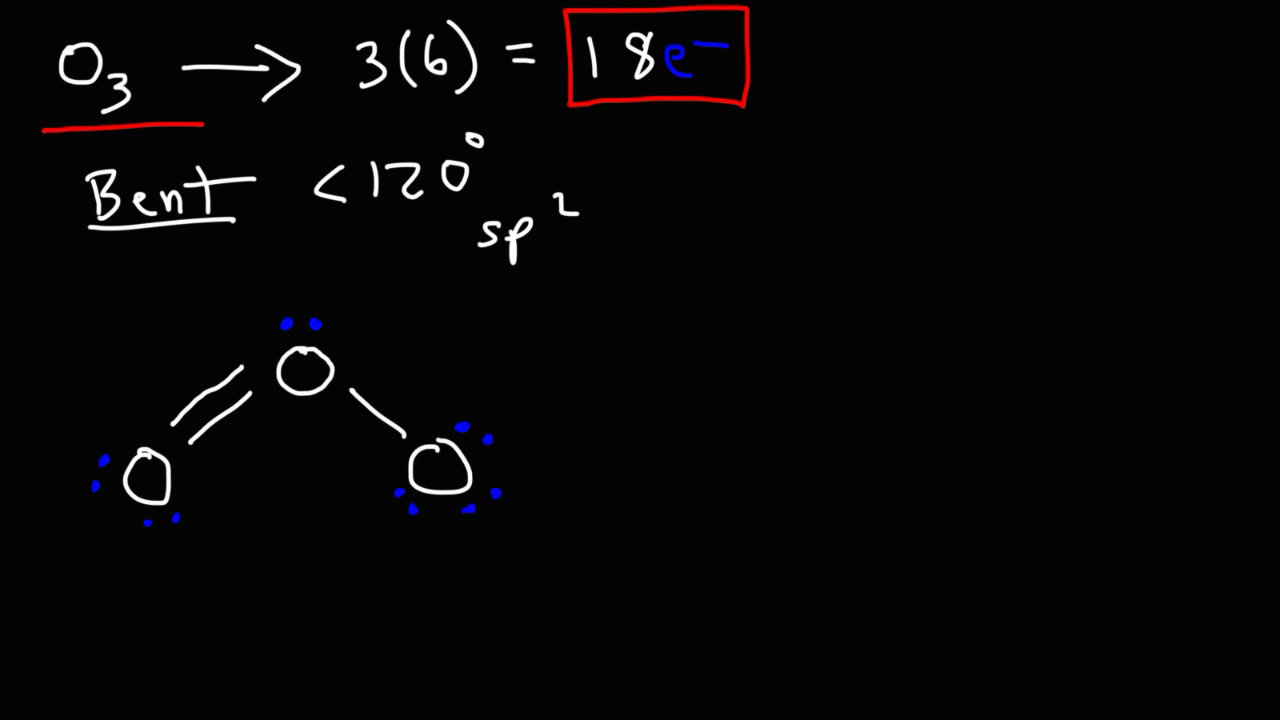 O₃ → 3(6) = 18e⁻
Bent <120°
sp²
O
O O